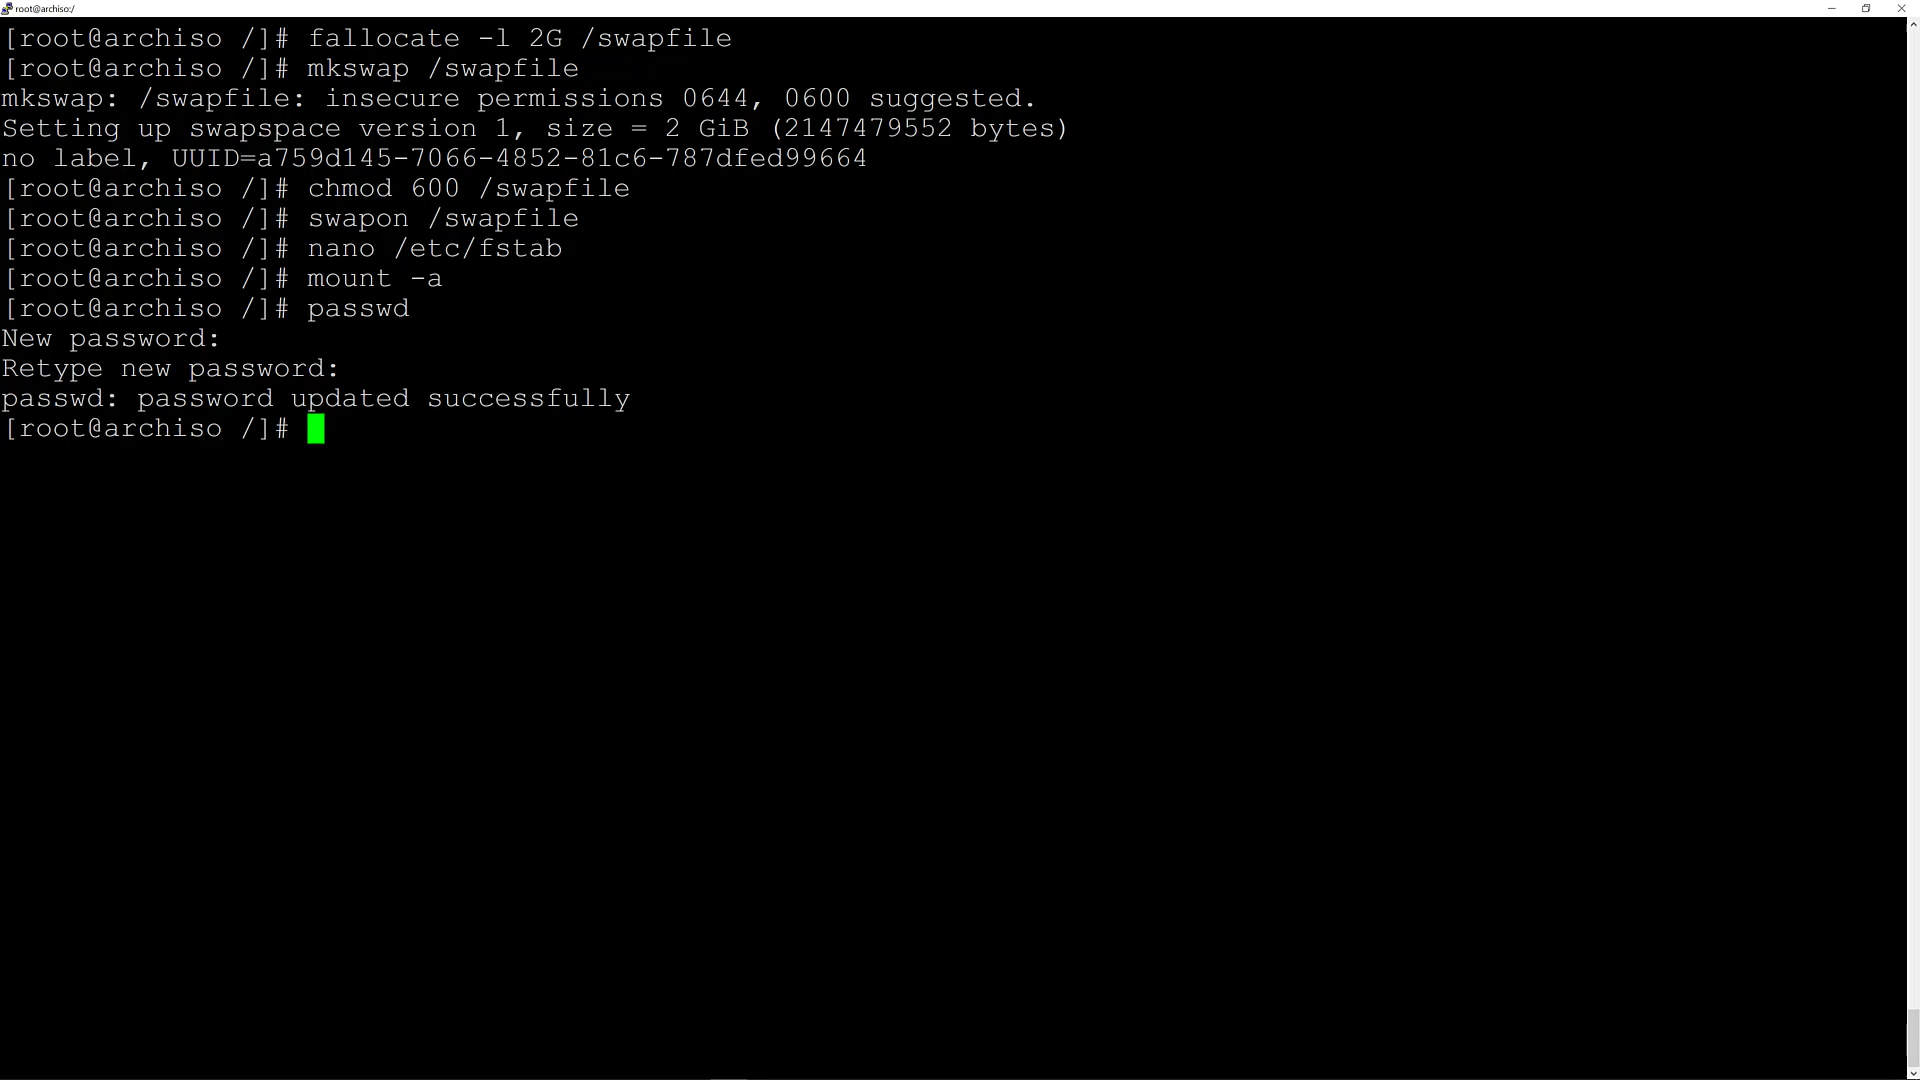 root@archiso:/
[root@archiso /]# fallocate -l 2G /swapfile
[root@archiso /]# mkswap /swapfile
mkswap: /swapfile: insecure permissions 0644, 0600 suggested.
Setting up swapspace version 1, size = 2 GiB (2147479552 bytes)
no label, UUID=a759d145-7066-4852-81c6-787dfed99664
[root@archiso /]# chmod 600 /swapfile
[root@archiso /]# swapon /swapfile
[root@archiso /]# nano /etc/fstab
[root@archiso /]# mount -a
[root@archiso /]# passwd
New password:
Retype new password:
passwd: password updated successfully
[root@archiso /]#